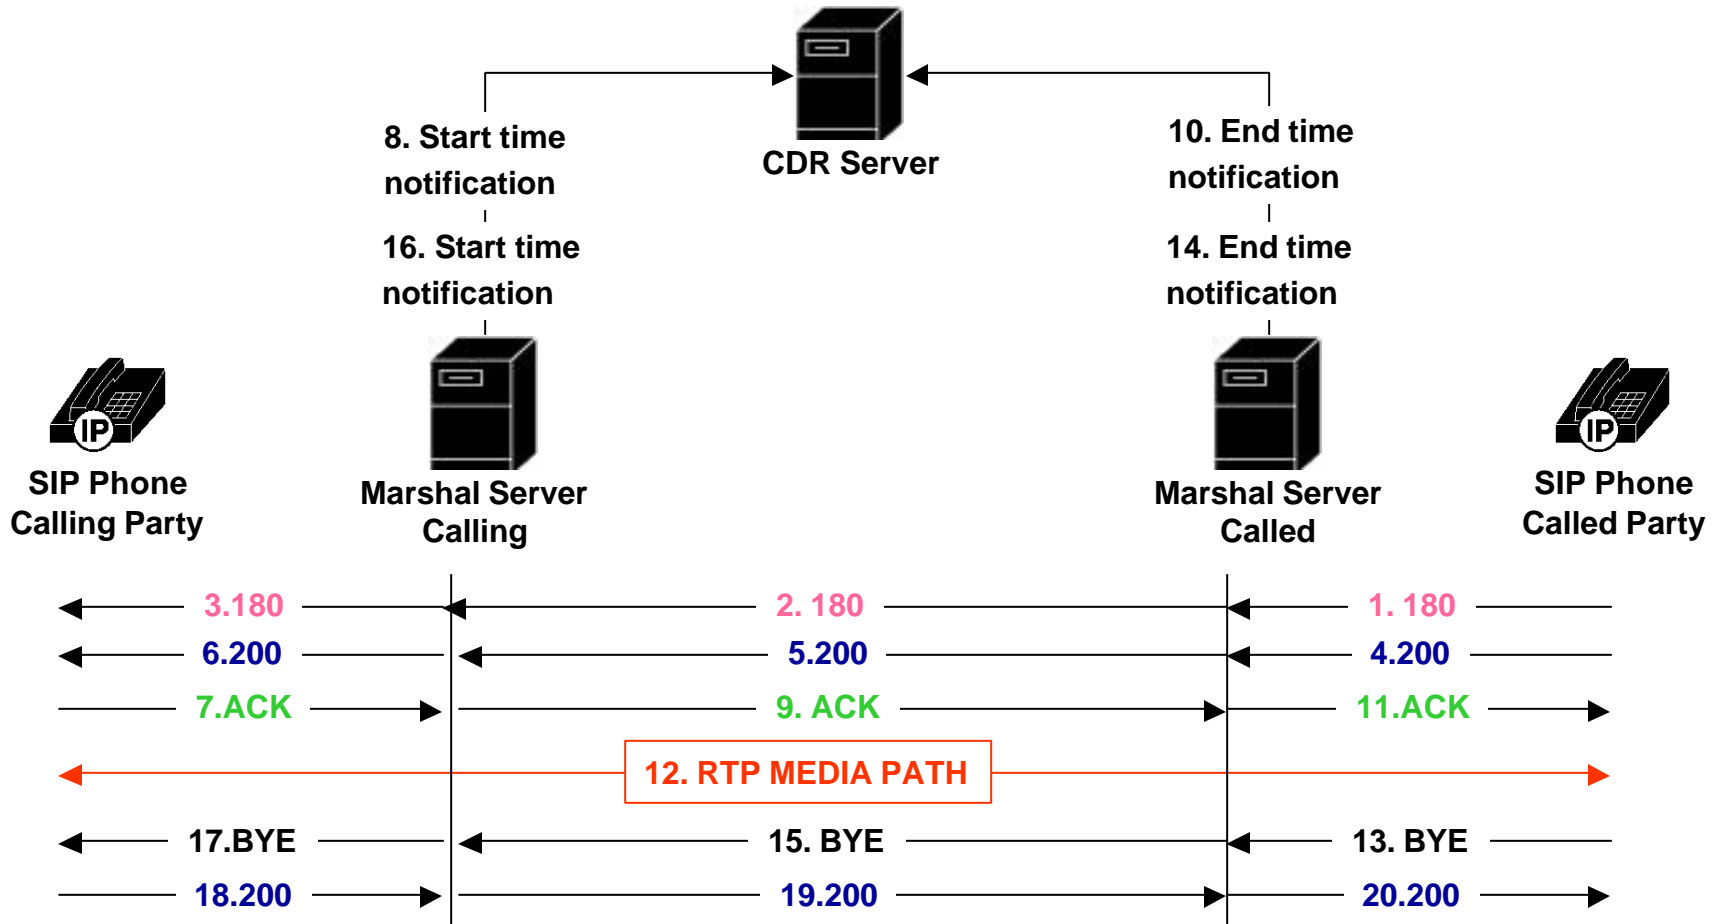 CDR Server
8. Start time
notification
10. End time
notification
16. Start time
notification
14. End time
notification
IP
SIP Phone
Calling Party
Marshal Server
Calling
Marshal Server
Called
IP
SIP Phone
Called Party
3.180
2. 180
1. 180
6.200
5.200
4.200
7.ACK
9. ACK
11.ACK
12. RTP MEDIA PATH
17.BYE
15. BYE
13. BYE
18.200
19.200
20.200